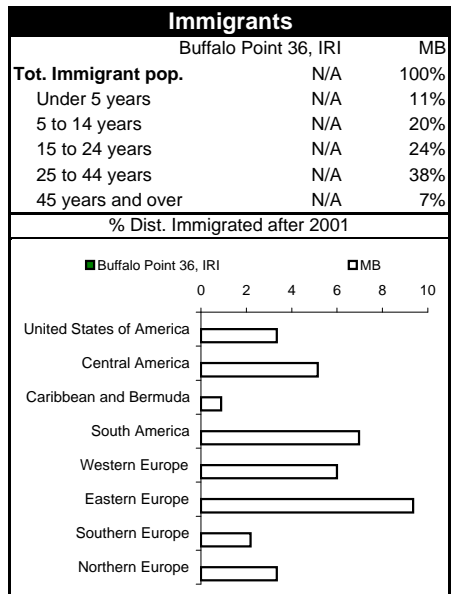 Immigrants
Buffalo Point 36, IRI MB
Tot. Immigrant pop. N/A 100%
Under 5 years N/A 11%
5 to 14 years N/A 20%
15 to 24 years N/A 24%
25 to 44 years N/A 38%
45 years and over N/A 7%
% Dist. Immigrated after 2001
Buffalo Point 36, IRI MB
0 2 4 6 8 10
United States of America
Central America
Caribbean and Bermuda
South America
Western Europe
Eastern Europe
Southern Europe
Northern Europe